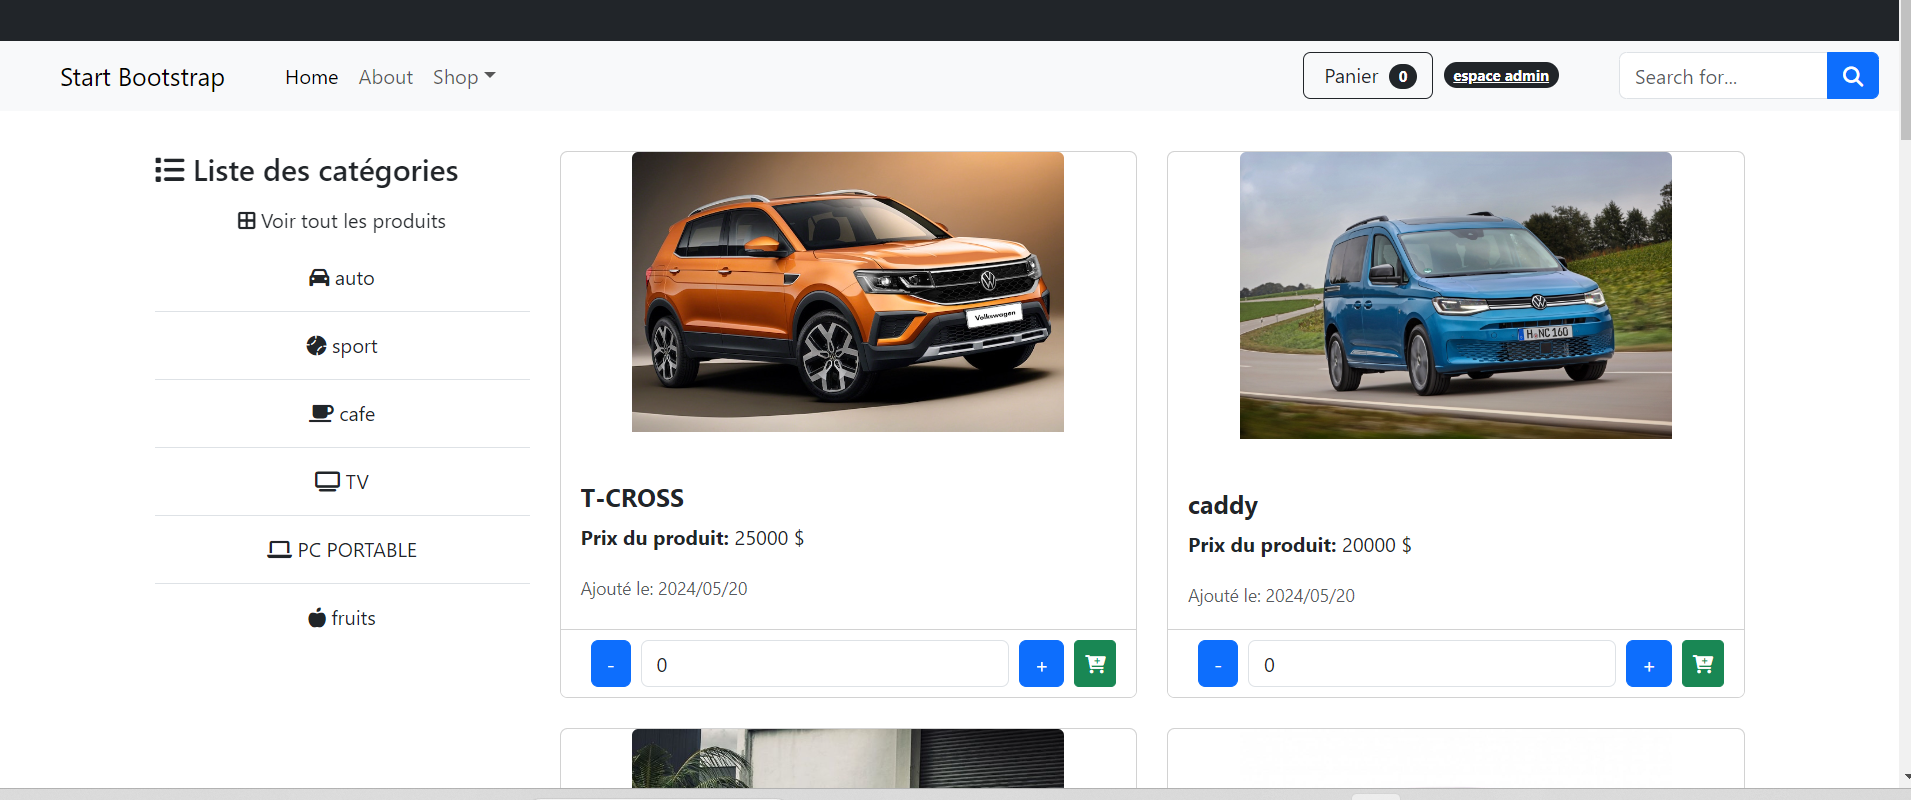 Start Bootstrap
Home
About
Shop
Panier 0
espace admin
Search for...
Liste des catégories
Voir tout les produits
auto
sport
cafe
TV
PC PORTABLE
fruits
Volkswagen
T-CROSS
Prix du produit: 25000 $
Ajouté le: 2024/05/20
-
0
+
H NC 160
caddy
Prix du produit: 20000 $
Ajouté le: 2024/05/20
-
0
+